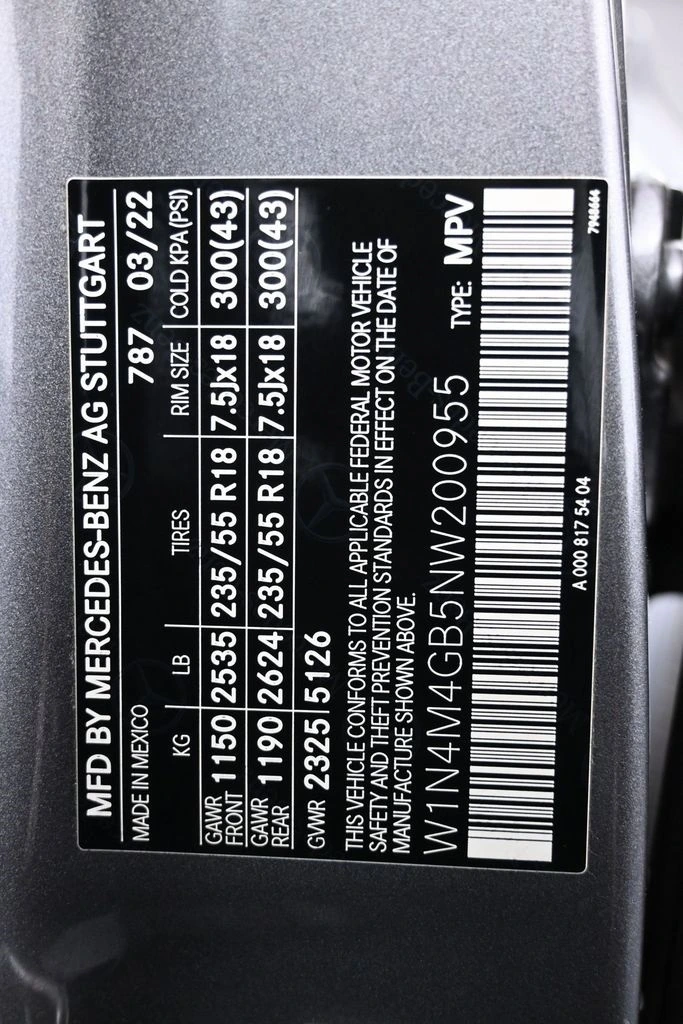 MFD BY MERCEDES-BENZ AG STUTTGART
MADE IN MEXICO 787 03/22
KG LB TIRES RIM SIZE COLD KPA(PSI)
GAWR FRONT 1150 2535 235/55 R18 7.5Jx18 300(43)
GAWR REAR 1190 2624 235/55 R18 7.5Jx18 300(43)
GVWR 2325 5126
THIS VEHICLE CONFORMS TO ALL APPLICABLE FEDERAL MOTOR VEHICLE
SAFETY AND THEFT PREVENTION STANDARDS IN EFFECT ON THE DATE OF
MANUFACTURE SHOWN ABOVE.
W1N4M4GB5NW200955 TYPE: MPV
A 000 817 54 04